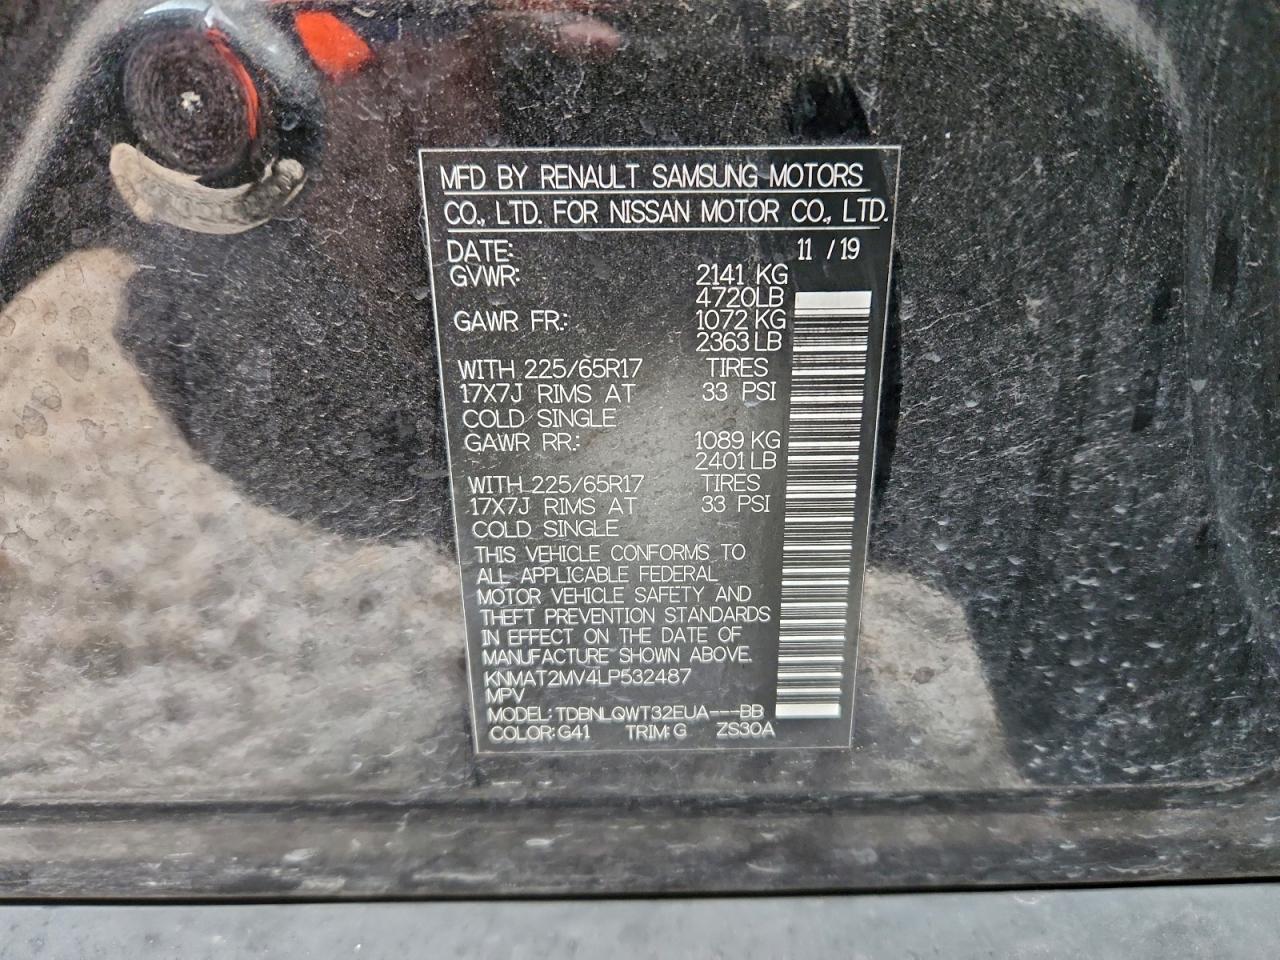 MFD BY RENAULT SAMSUNG MOTORS
CO., LTD. FOR NISSAN MOTOR CO., LTD.
DATE: 11 / 19
GVWR: 2141 KG
4720LB
GAWR FR.: 1072 KG
2363 LB
WITH 225/65R17 TIRES
17X7J RIMS AT 33 PSI
COLD SINGLE
GAWR RR.: 1089 KG
2401 LB
WITH 225/65R17 TIRES
17X7J RIMS AT 33 PSI
COLD SINGLE
THIS VEHICLE CONFORMS TO
ALL APPLICABLE FEDERAL
MOTOR VEHICLE SAFETY AND
THEFT PREVENTION STANDARDS
IN EFFECT ON THE DATE OF
MANUFACTURE SHOWN ABOVE.
KNMAT2MV4LP532487
MPV
MODEL: TDBNLQWT32EUA---BB
COLOR: G41 TRIM: G ZS30A